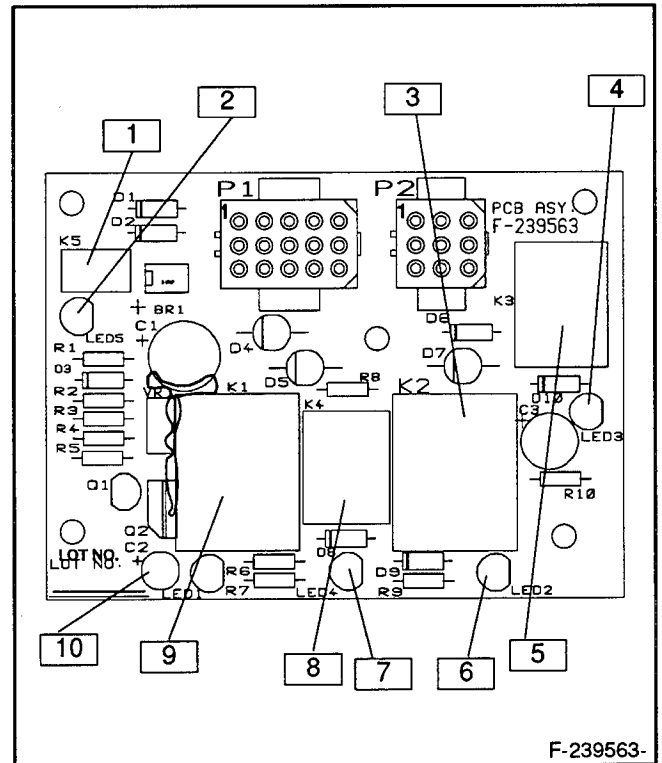 2
3
4
1
P1
P2
D1
D2
1
1
PCB ASY.
F-239563
K5
100
K3
BR1
C1
LED5
D4
D6
R1
D7
D3
D5
R8
R2
VR
K1
K4
K2
D10
R3
C3
LED3
R4
R5
Q1
R10
Q2
D8
LOT NO.
LOT NO.
C2
R6
D9
LED1
R7
LED4
R9
LED2
10
9
8
7
6
5
F-239563-